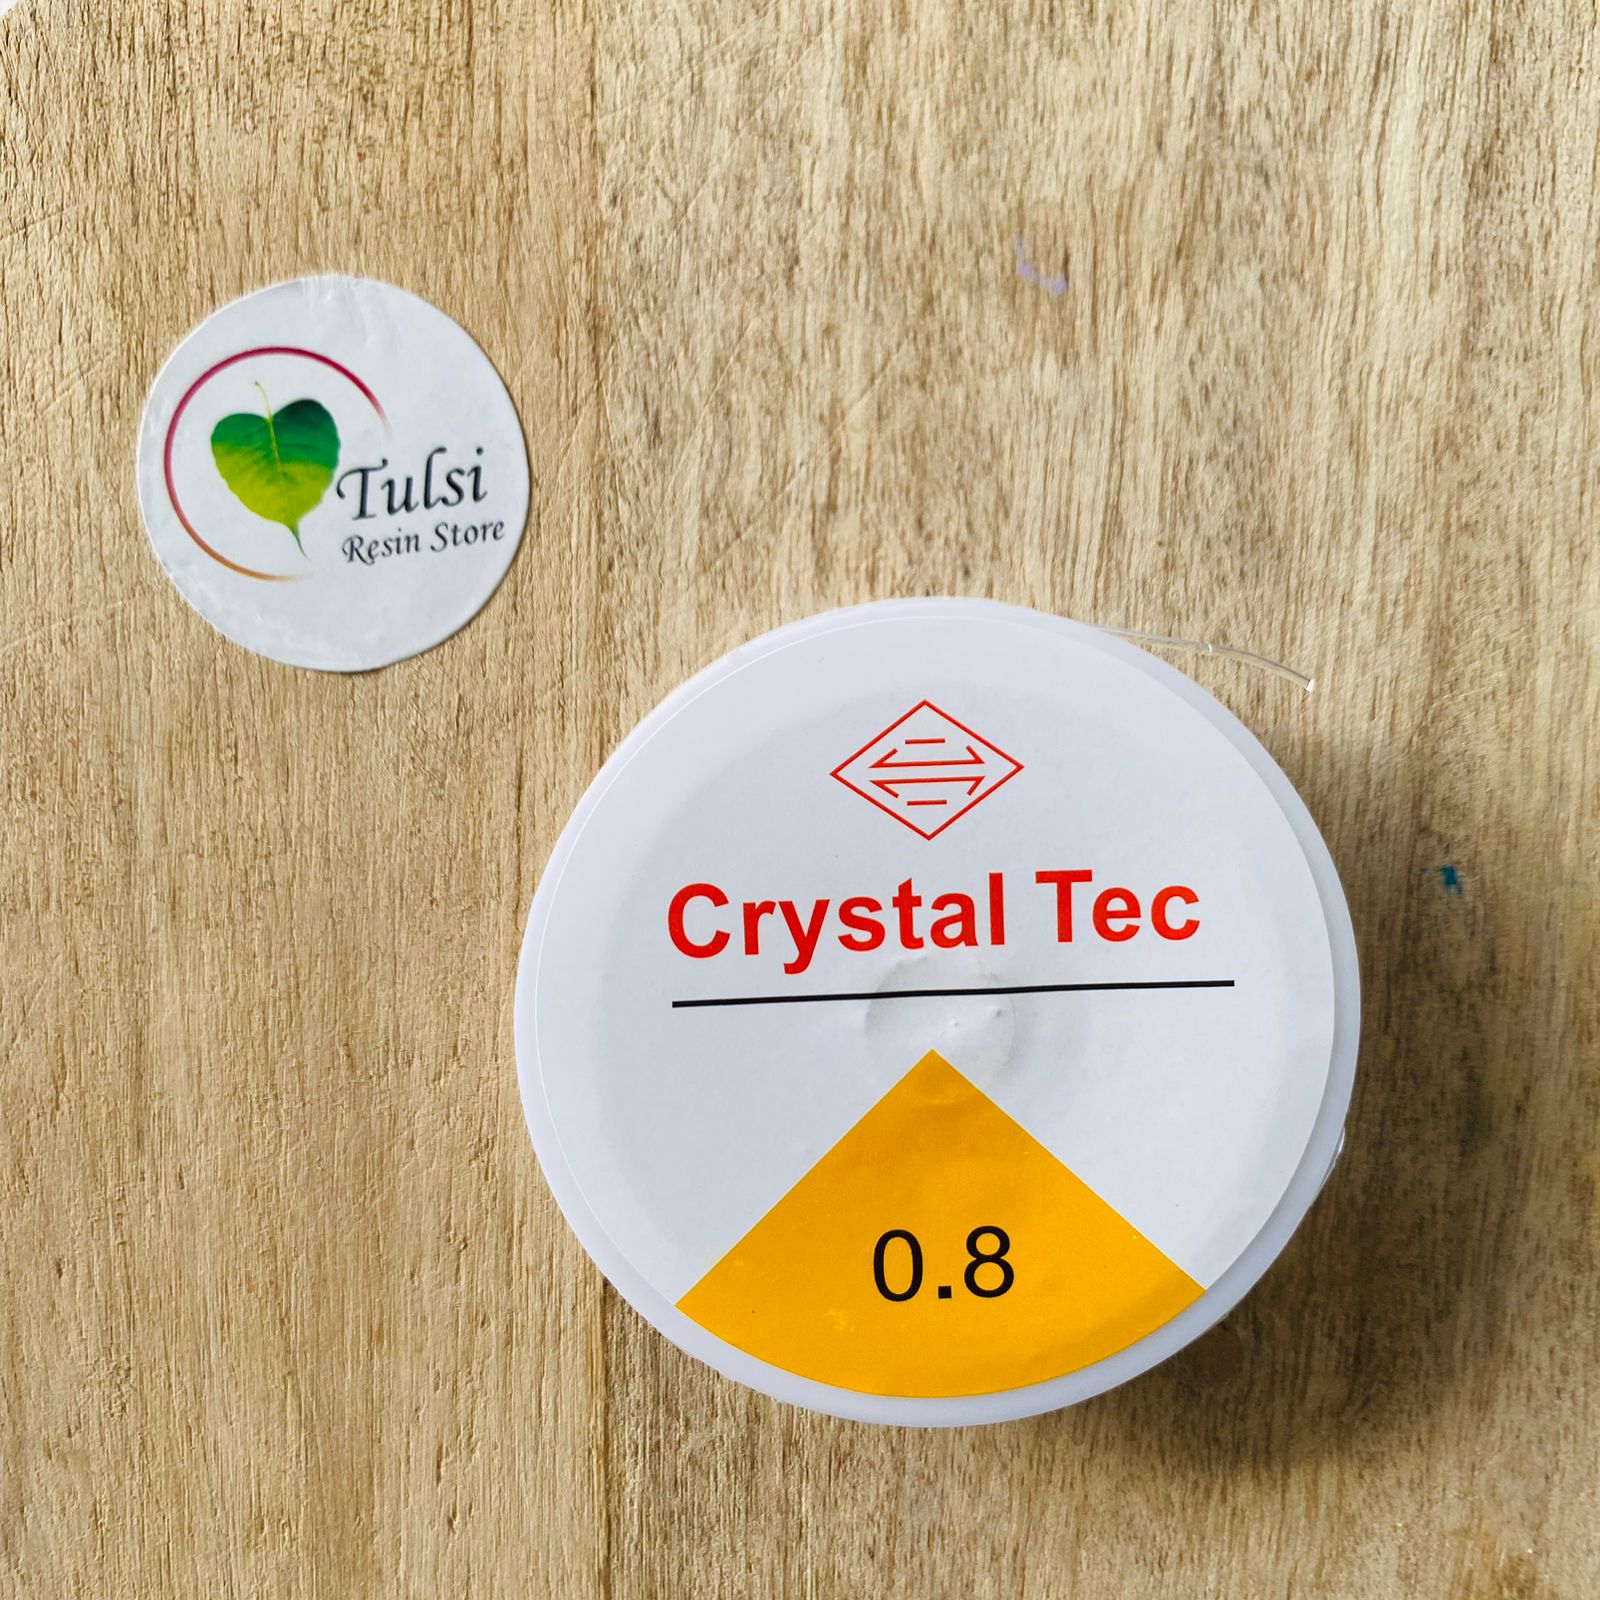 Tulsi
Resin Store
Crystal Tec
0.8